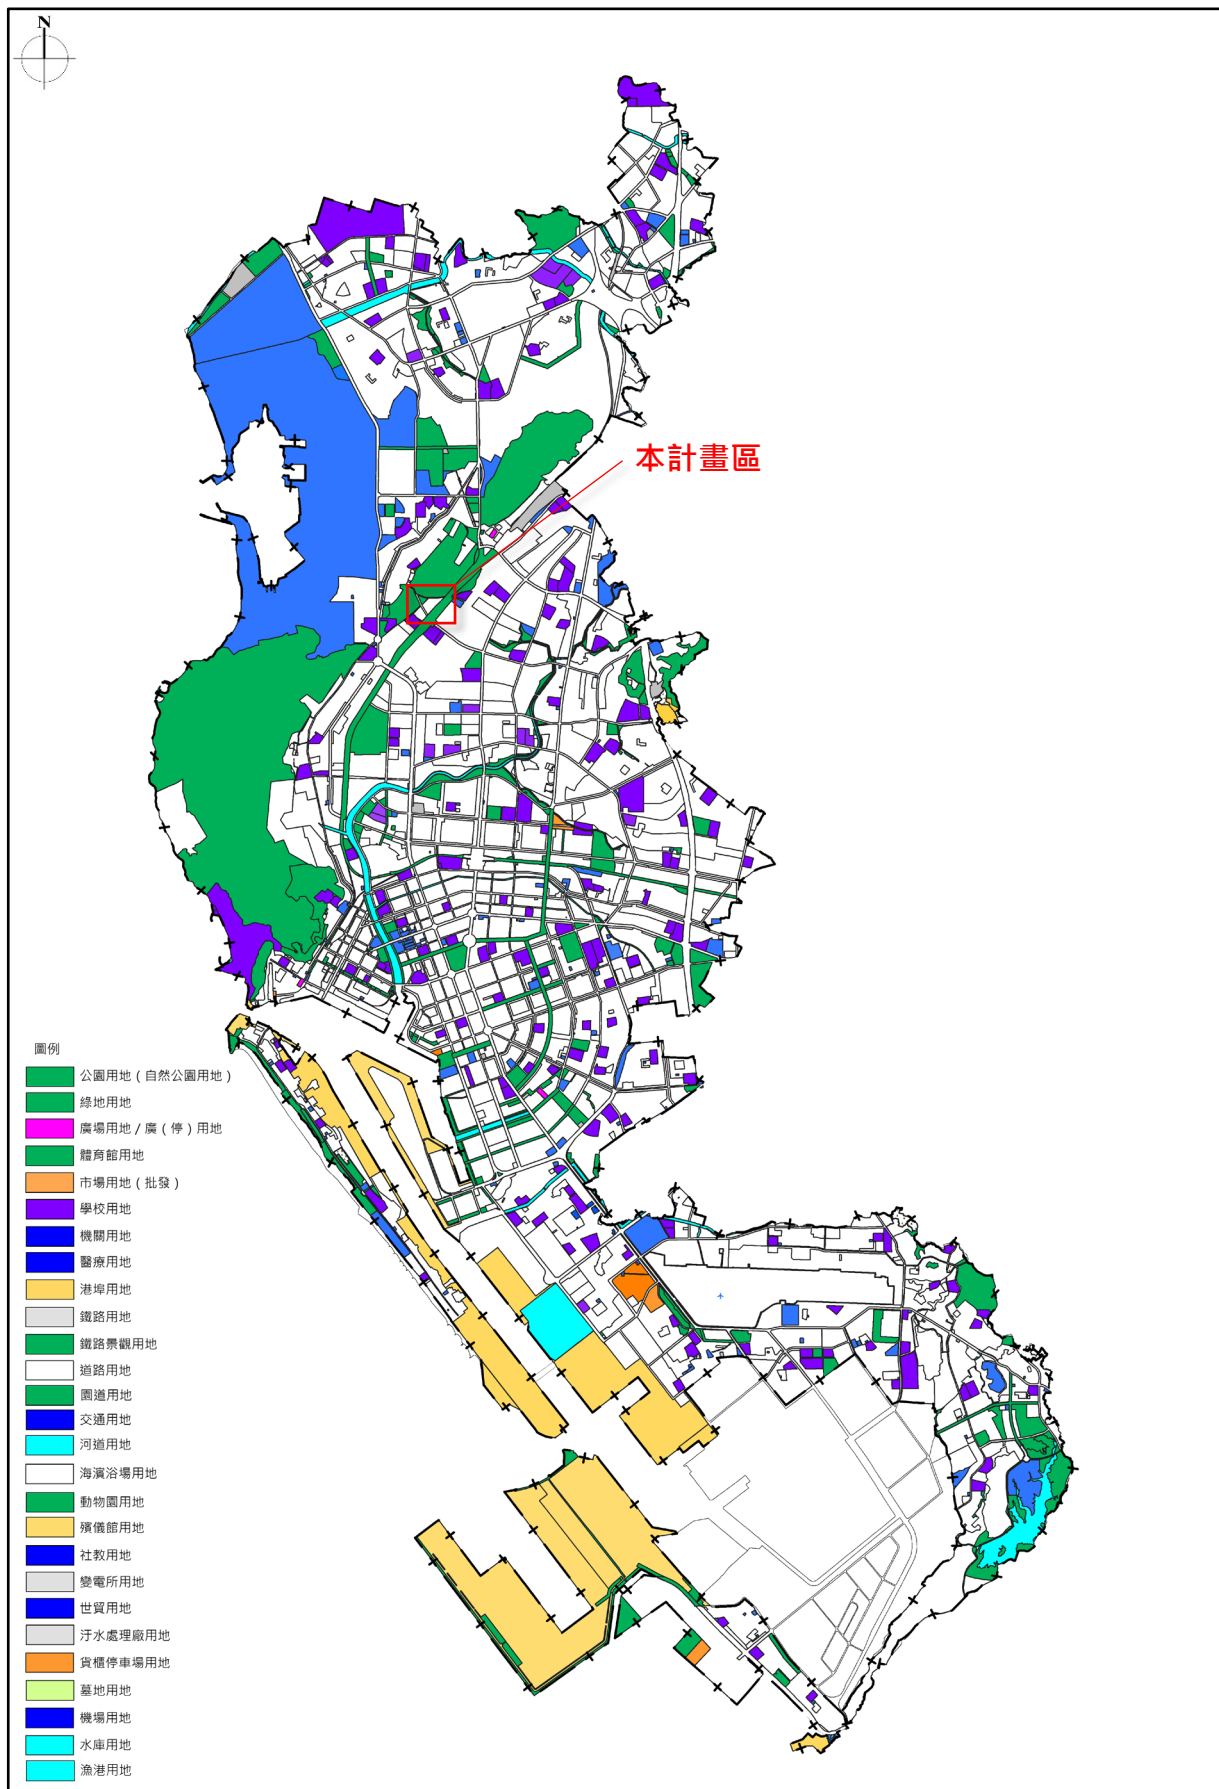 N
本計畫區
圖例
公園用地（自然公園用地）
綠地用地
廣場用地／廣（停）用地
體育館用地
市場用地（批發）
學校用地
機關用地
醫療用地
港埠用地
鐵路用地
鐵路景觀用地
道路用地
園道用地
交通用地
河道用地
海濱浴場用地
動物園用地
殯儀館用地
社教用地
變電所用地
世貿用地
汙水處理廠用地
貨櫃停車場用地
墓地用地
機場用地
水庫用地
漁港用地